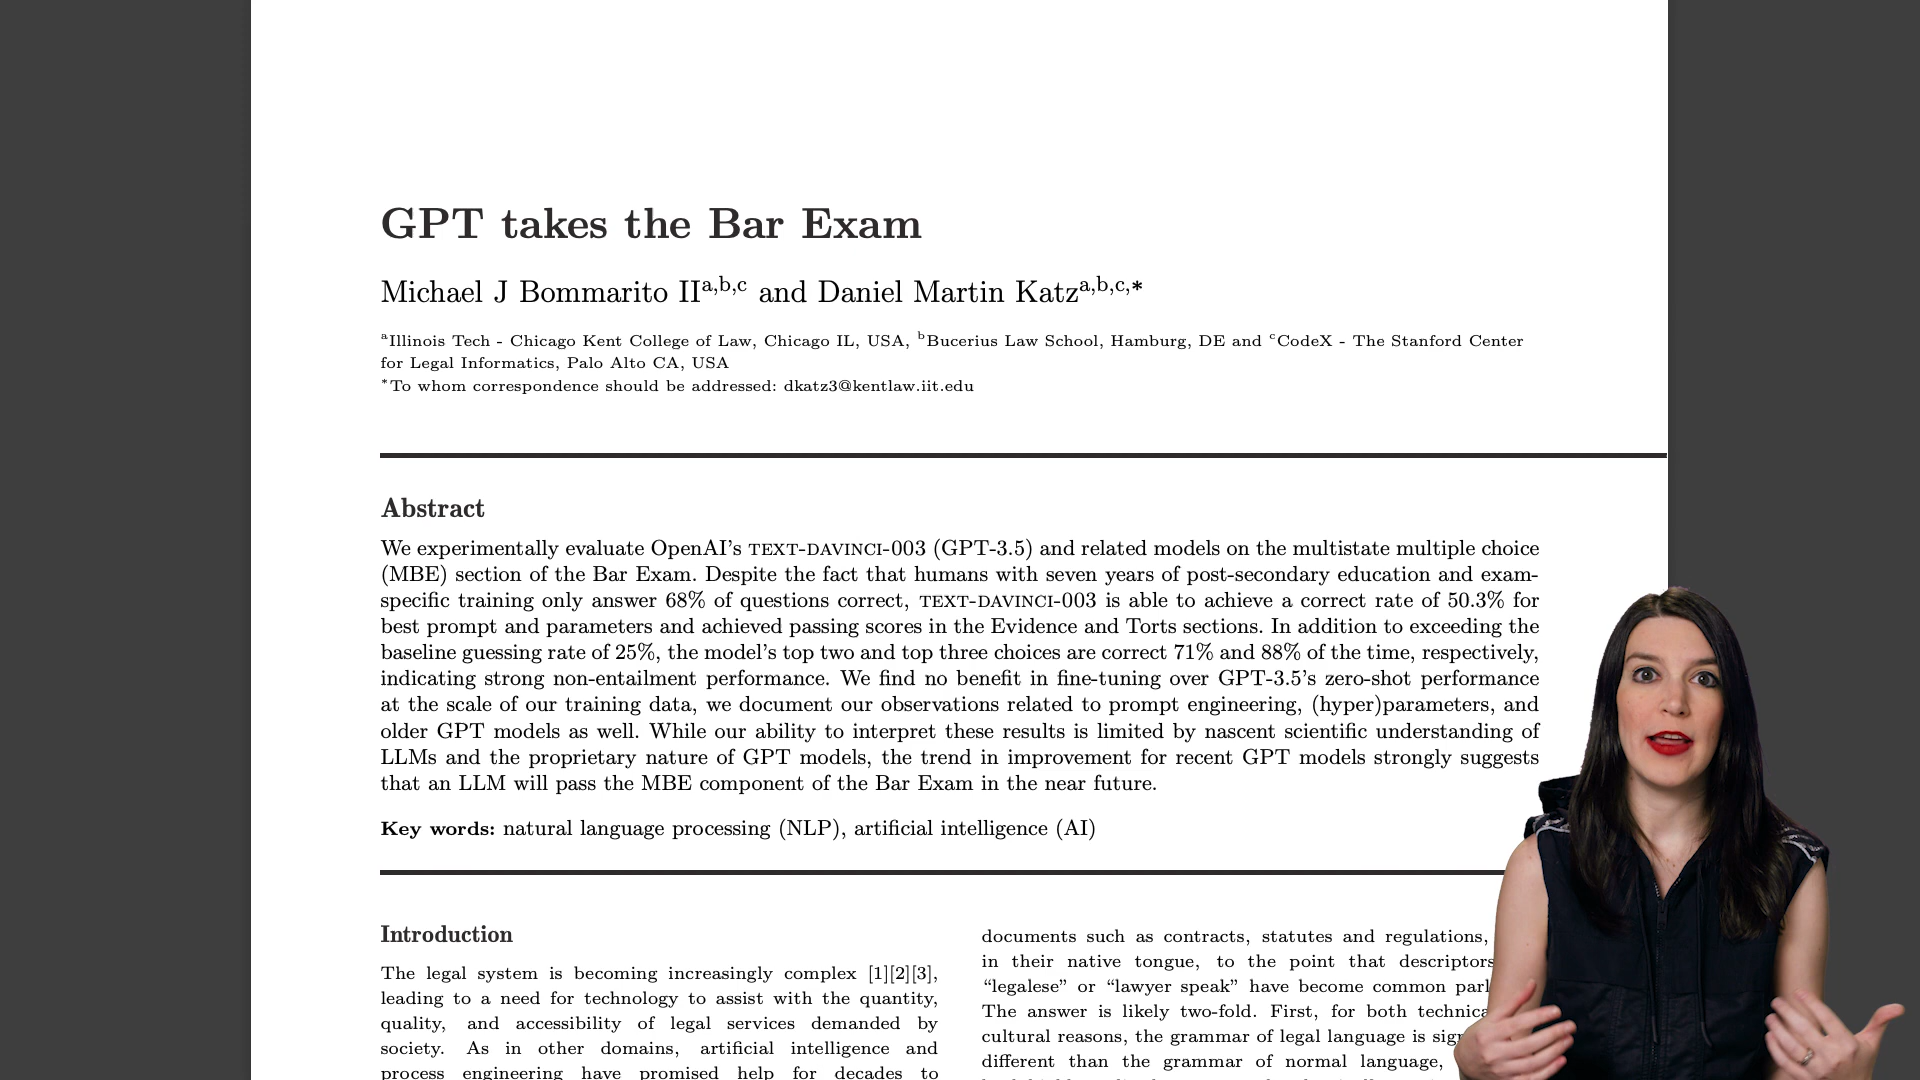 GPT takes the Bar Exam
Michael J Bommarito IIa,b,c and Daniel Martin Katza,b,c,*
aIllinois Tech - Chicago Kent College of Law, Chicago IL, USA, bBucerius Law School, Hamburg, DE and cCodeX - The Stanford Center
for Legal Informatics, Palo Alto CA, USA
*To whom correspondence should be addressed: dkatz3@kentlaw.iit.edu
Abstract
We experimentally evaluate OpenAI's TEXT-DAVINCI-003 (GPT-3.5) and related models on the multistate multiple choice
(MBE) section of the Bar Exam. Despite the fact that humans with seven years of post-secondary education and exam-
specific training only answer 68% of questions correct, TEXT-DAVINCI-003 is able to achieve a correct rate of 50.3% for
best prompt and parameters and achieved passing scores in the Evidence and Torts sections. In addition to exceeding the
baseline guessing rate of 25%, the model's top two and top three choices are correct 71% and 88% of the time, respectively,
indicating strong non-entailment performance. We find no benefit in fine-tuning over GPT-3.5's zero-shot performance
at the scale of our training data, we document our observations related to prompt engineering, (hyper)parameters, and
older GPT models as well. While our ability to interpret these results is limited by nascent scientific understanding of
LLMs and the proprietary nature of GPT models, the trend in improvement for recent GPT models strongly suggests
that an LLM will pass the MBE component of the Bar Exam in the near future.
Key words: natural language processing (NLP), artificial intelligence (AI)
Introduction
The legal system is becoming increasingly complex [1][2][3],
leading to a need for technology to assist with the quantity,
quality, and accessibility of legal services demanded by
society. As in other domains, artificial intelligence and
process engineering have promised help for decades to
documents such as contracts, statutes and regulations,
in their native tongue, to the point that descriptors
“legalese” or “lawyer speak” have become common
The answer is likely two-fold. First, for both
cultural reasons, the grammar of legal language is
different than the grammar of normal language,